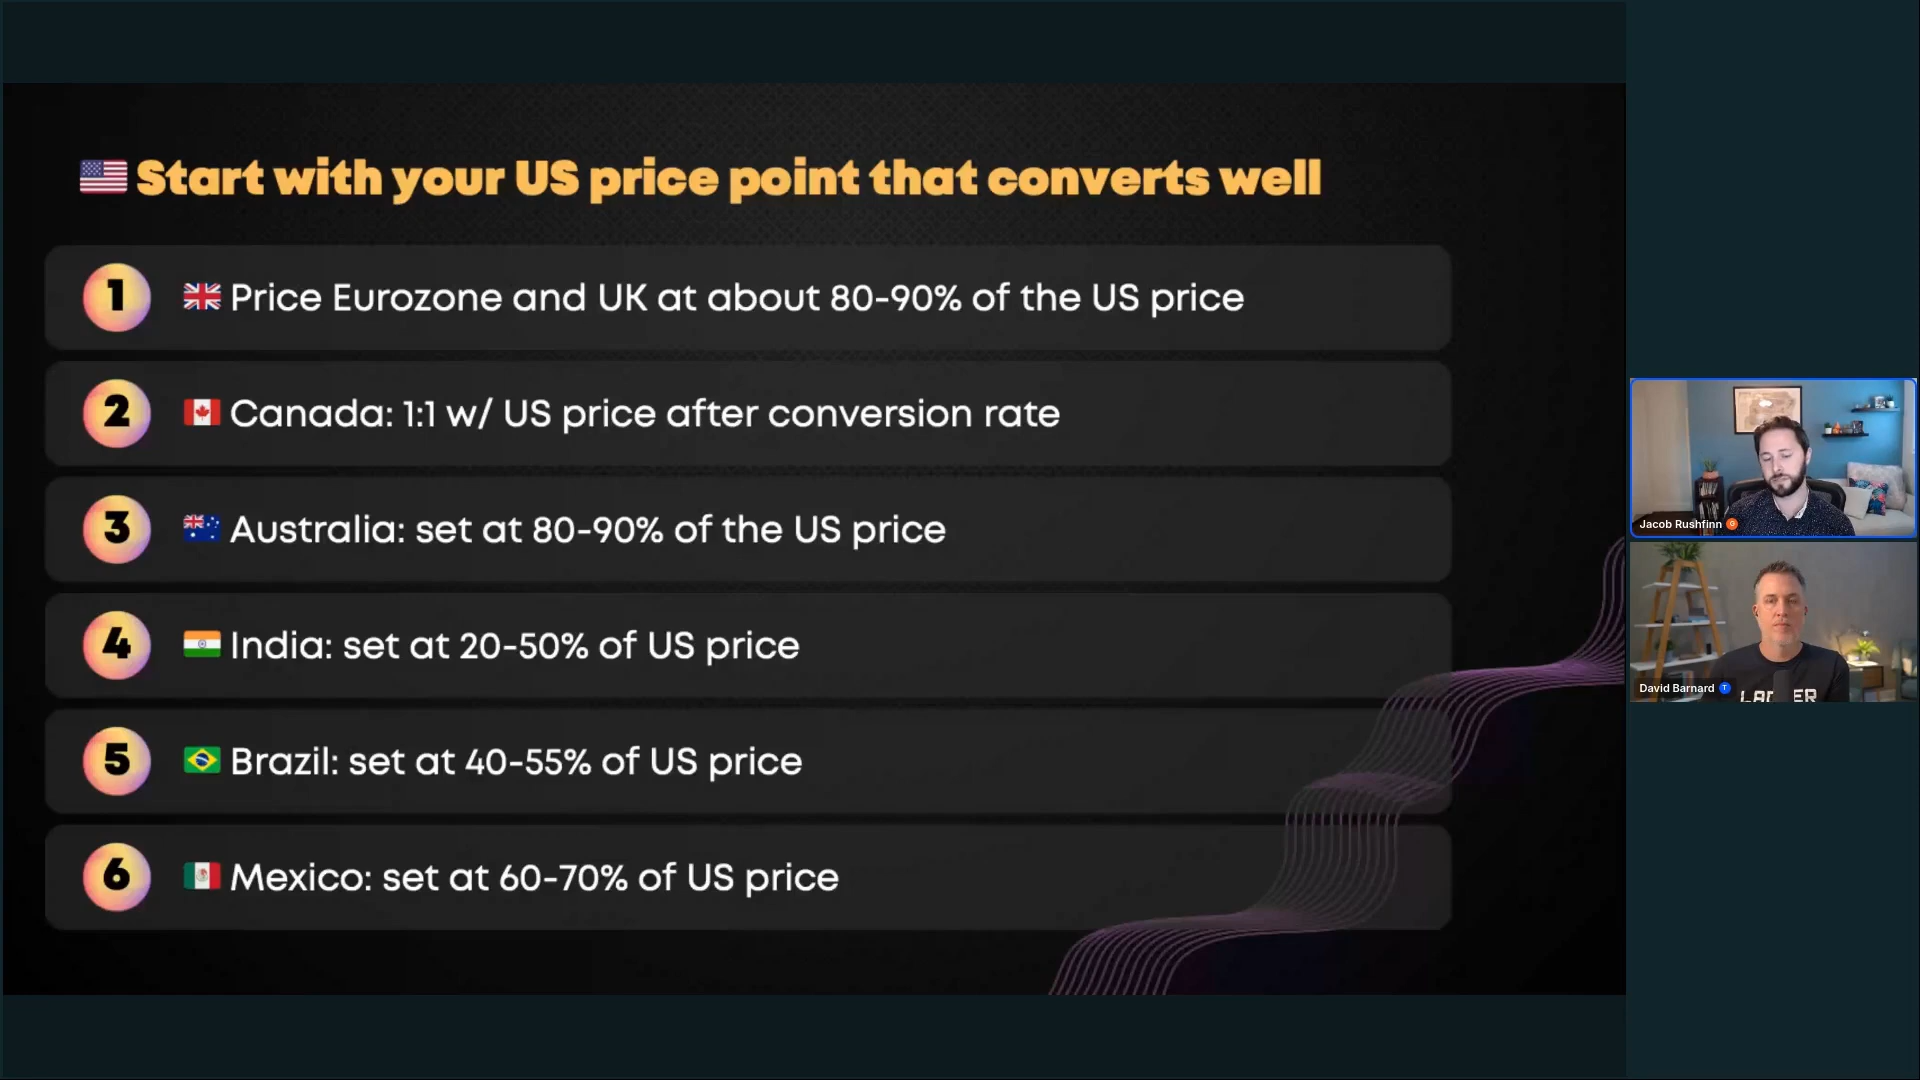 Start with your US price point that converts well
1 Price Eurozone and UK at about 80-90% of the US price
2 Canada: 1:1 w/ US price after conversion rate
3 Australia: set at 80-90% of the US price
4 India: set at 20-50% of US price
5 Brazil: set at 40-55% of US price
6 Mexico: set at 60-70% of US price
Jacob Rushfinn
David Barnard T